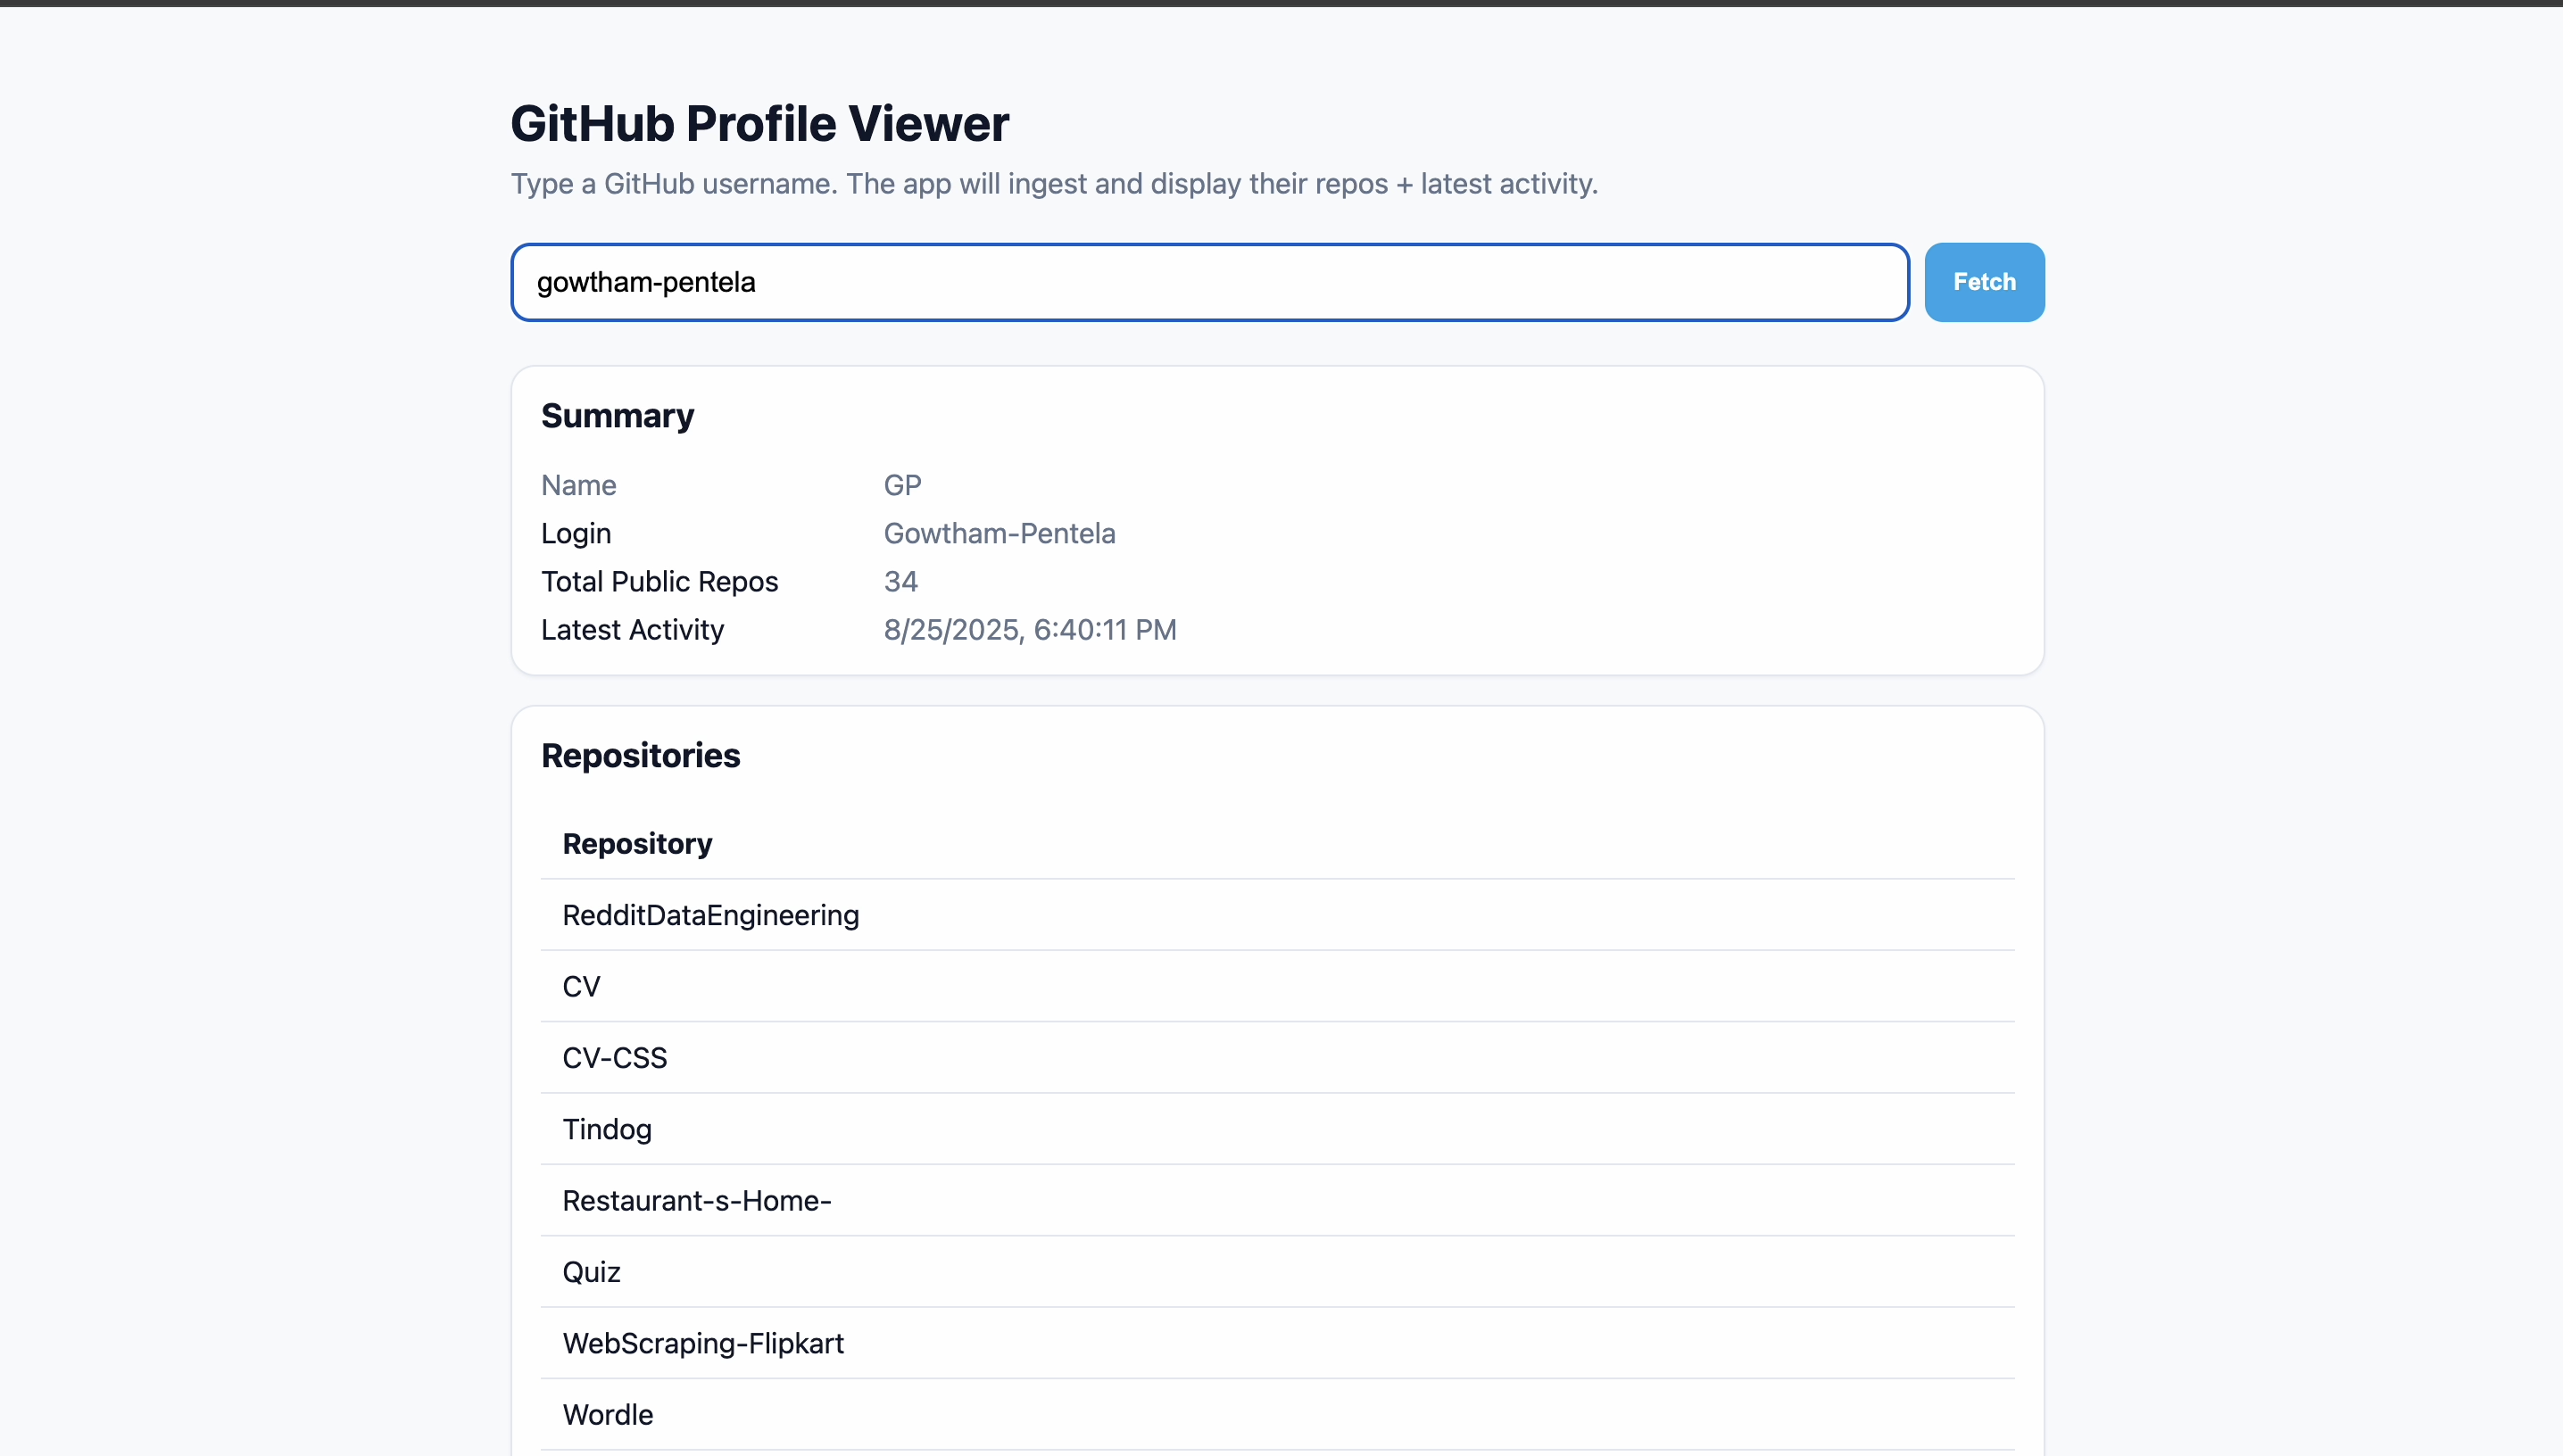 GitHub Profile Viewer
Type a GitHub username. The app will ingest and display their repos + latest activity.
gowtham-pentela
Fetch
Summary
Name GP
Login Gowtham-Pentela
Total Public Repos 34
Latest Activity 8/25/2025, 6:40:11 PM
Repositories
Repository
RedditDataEngineering
CV
CV-CSS
Tindog
Restaurant-s-Home-
Quiz
WebScraping-Flipkart
Wordle